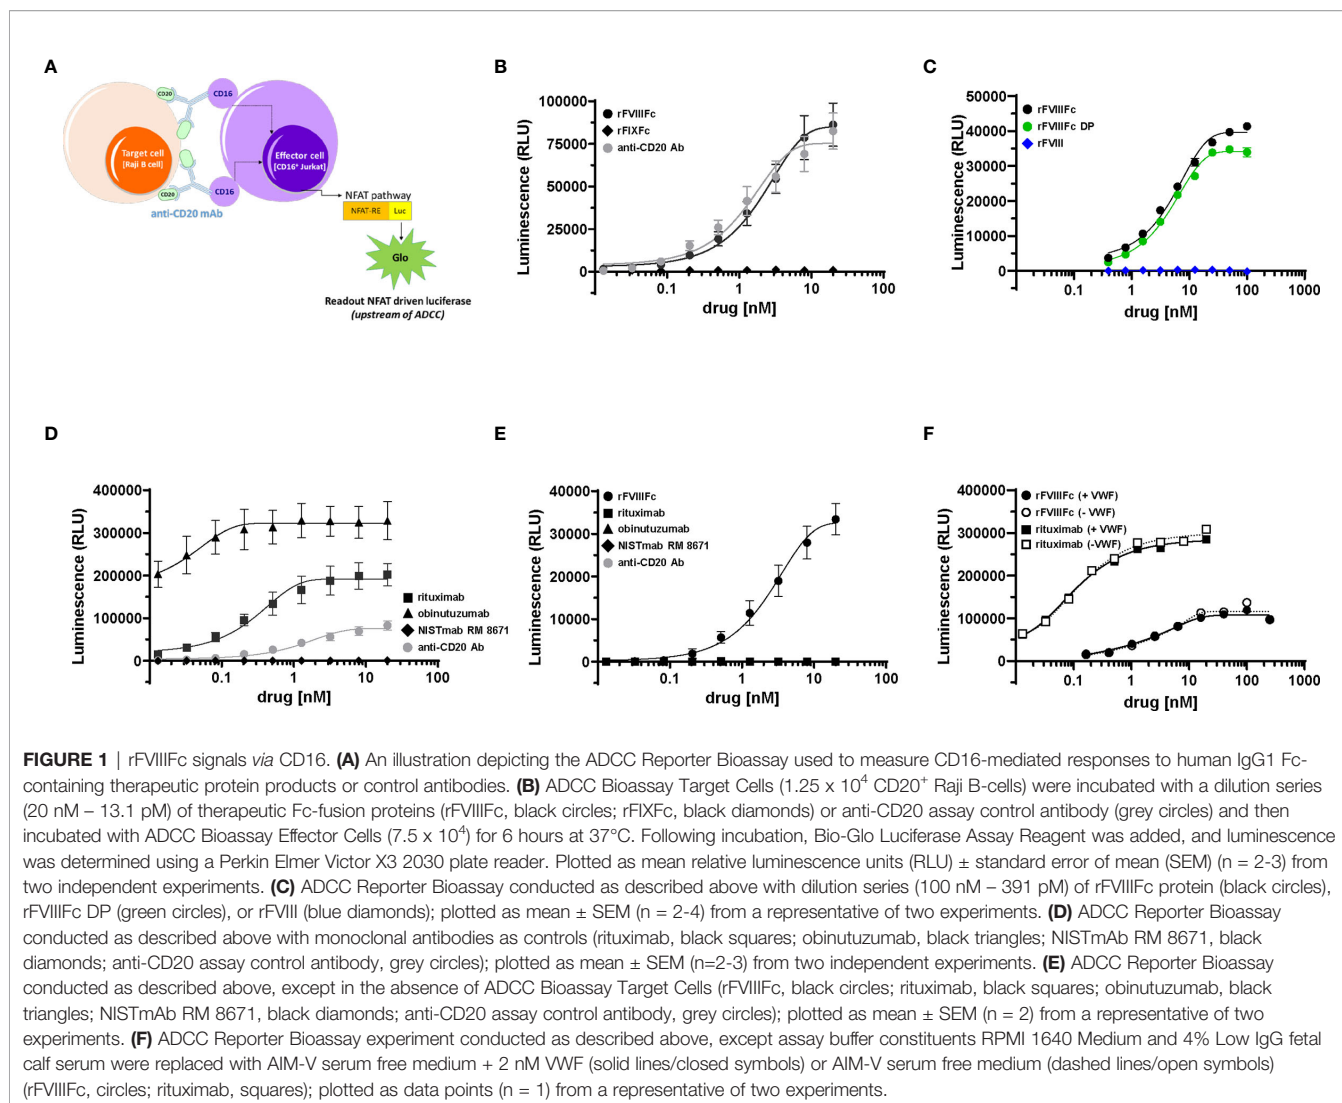 A
CD20
CD16
Target cell
[Raji B cell]
Effector cell
[CD16⁺ Jurkat]
CD20
CD16
anti-CD20 mAb
NFAT pathway
NFAT-RE
Luc
Glo
Readout NFAT driven luciferase
(upstream of ADCC)
B
Luminescence (RLU)
100000
75000
50000
25000
0
rFVIIIFc
rFIXFc
anti-CD20 Ab
0.1
1
10
100
drug [nM]
C
Luminescence (RLU)
50000
40000
30000
20000
10000
0
rFVIIIFc
rFVIIIFc DP
rFVIII
0.1
1
10
100
1000
drug [nM]
D
Luminescence (RLU)
400000
300000
200000
100000
0
rituximab
obinutuzumab
NISTmab RM 8671
anti-CD20 Ab
0.1
1
10
100
drug [nM]
E
Luminescence (RLU)
40000
30000
20000
10000
0
rFVIIIFc
rituximab
obinutuzumab
NISTmab RM 8671
anti-CD20 Ab
0.1
1
10
100
drug [nM]
F
Luminescence (RLU)
400000
300000
200000
100000
0
rFVIIIFc (+ VWF)
rFVIIIFc (- VWF)
rituximab (+ VWF)
rituximab (-VWF)
0.1
1
10
100
1000
drug [nM]
FIGURE 1 | rFVIIIFc signals via CD16. (A) An illustration depicting the ADCC Reporter Bioassay used to measure CD16-mediated responses to human IgG1 Fc-
containing therapeutic protein products or control antibodies. (B) ADCC Bioassay Target Cells (1.25 x 10⁴ CD20⁺ Raji B-cells) were incubated with a dilution series
(20 nM – 13.1 pM) of therapeutic Fc-fusion proteins (rFVIIIFc, black circles; rFIXFc, black diamonds) or anti-CD20 assay control antibody (grey circles) and then
incubated with ADCC Bioassay Effector Cells (7.5 x 10⁴) for 6 hours at 37°C. Following incubation, Bio-Glo Luciferase Assay Reagent was added, and luminescence
was determined using a Perkin Elmer Victor X3 2030 plate reader. Plotted as mean relative luminescence units (RLU) ± standard error of mean (SEM) (n = 2-3) from
two independent experiments. (C) ADCC Reporter Bioassay conducted as described above with dilution series (100 nM – 391 pM) of rFVIIIFc protein (black circles),
rFVIIIFc DP (green circles), or rFVIII (blue diamonds); plotted as mean ± SEM (n = 2-4) from a representative of two experiments. (D) ADCC Reporter Bioassay
conducted as described above with monoclonal antibodies as controls (rituximab, black squares; obinutuzumab, black triangles; NISTmAb RM 8671, black
diamonds; anti-CD20 assay control antibody, grey circles); plotted as mean ± SEM (n=2-3) from two independent experiments. (E) ADCC Reporter Bioassay
conducted as described above, except in the absence of ADCC Bioassay Target Cells (rFVIIIFc, black circles; rituximab, black squares; obinutuzumab, black
triangles; NISTmAb RM 8671, black diamonds; anti-CD20 assay control antibody, grey circles); plotted as mean ± SEM (n = 2) from a representative of two
experiments. (F) ADCC Reporter Bioassay experiment conducted as described above, except assay buffer constituents RPMI 1640 Medium and 4% Low IgG fetal
calf serum were replaced with AIM-V serum free medium + 2 nM VWF (solid lines/closed symbols) or AIM-V serum free medium (dashed lines/open symbols)
(rFVIIIFc, circles; rituximab, squares); plotted as data points (n = 1) from a representative of two experiments.